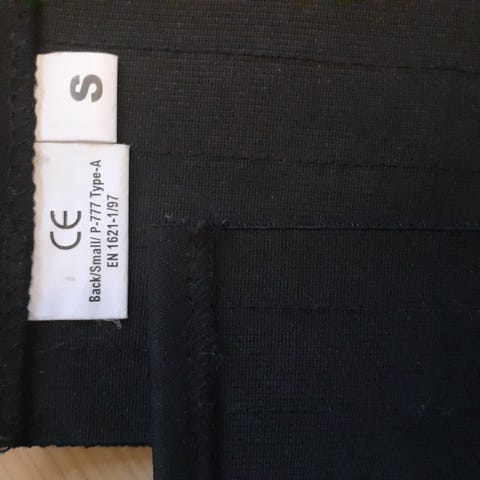 S
CE
Back/Small/ P-777 Type-A
EN 1621-1/97